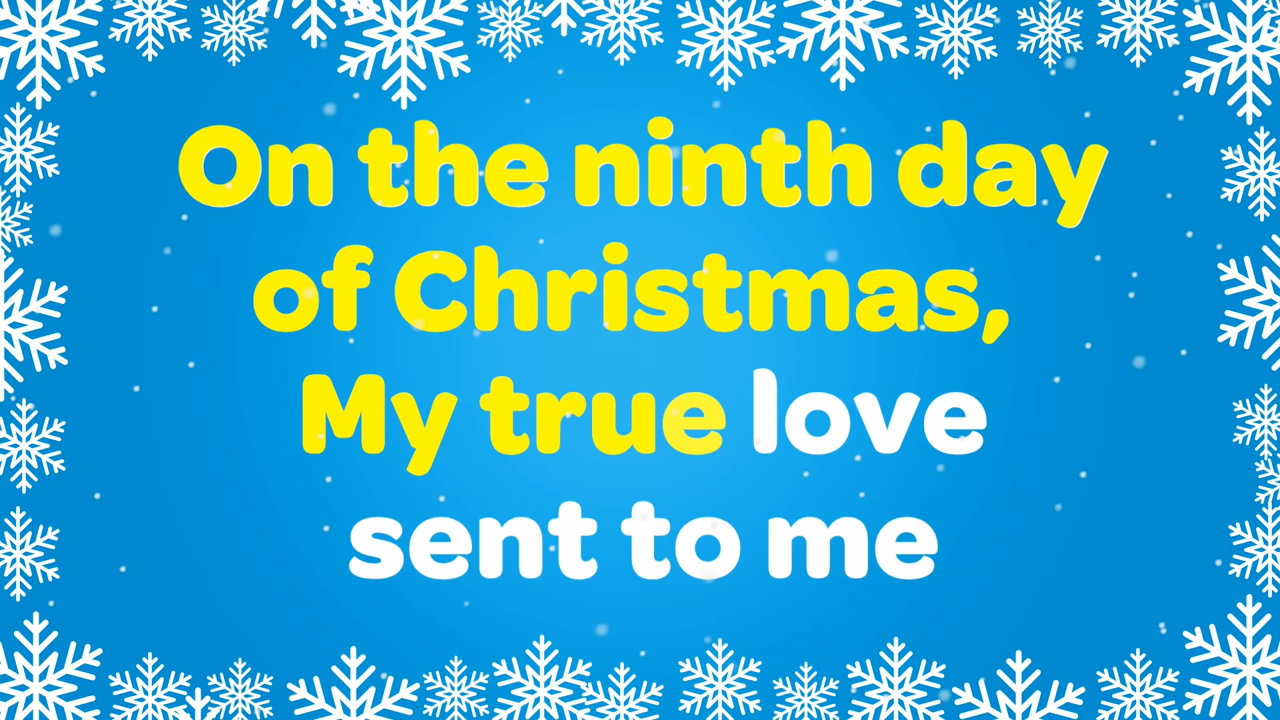 On the ninth day
of Christmas,
My true love
sent to me